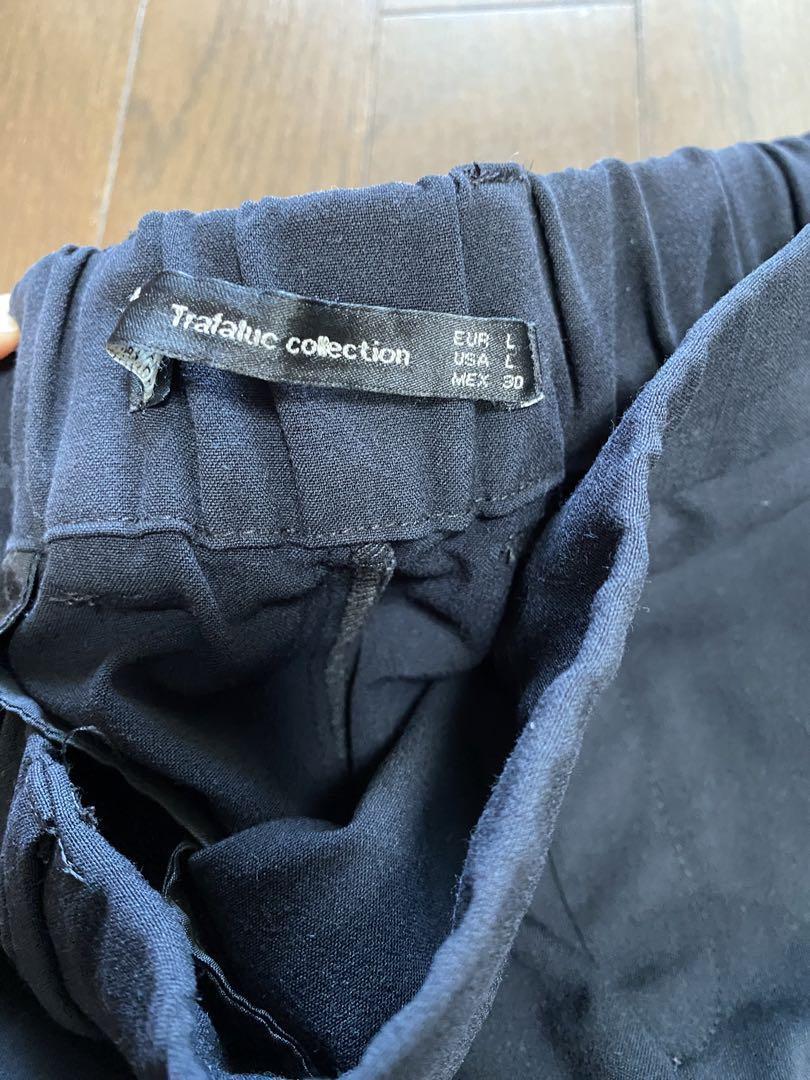 Trafaluc collection
EUR L
USA L
MEX 30